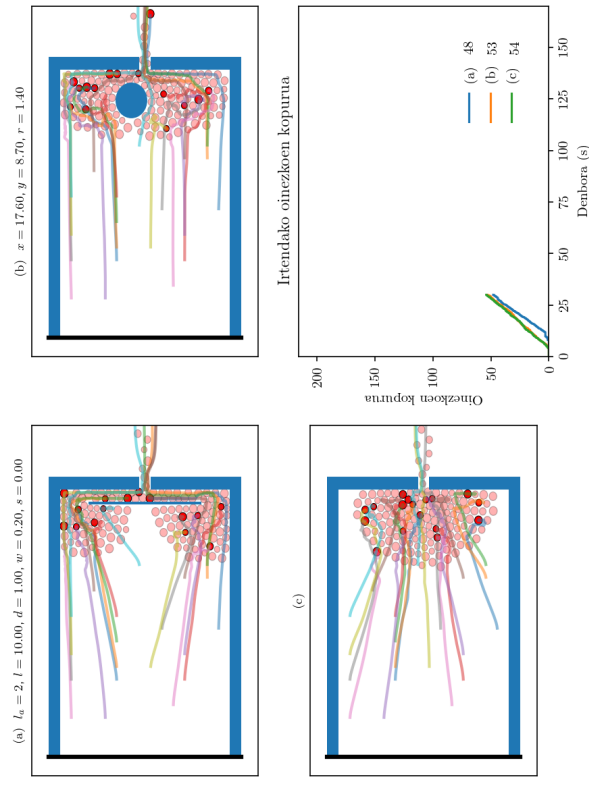 (a) l_a = 2, l = 10.00, d = 1.00, w = 0.20, s = 0.00
(b) x = 17.60, y = 8.70, r = 1.40
(c)
Irtendako oinezkoen kopurua
Oinezkoen kopurua
200
150
100
50
0
(a) 48
(b) 53
(c) 54
0 25 50 75 100 125 150
Denbora (s)